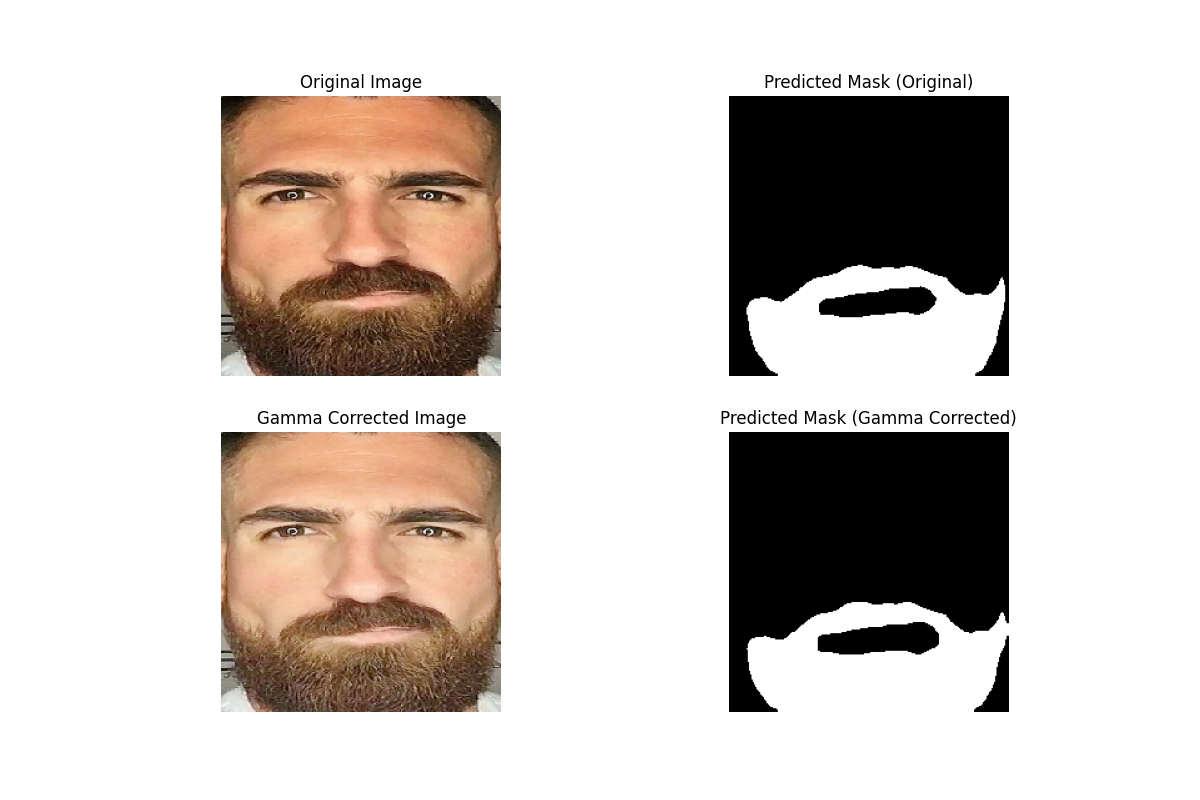 Original Image
Predicted Mask (Original)
Gamma Corrected Image
Predicted Mask (Gamma Corrected)